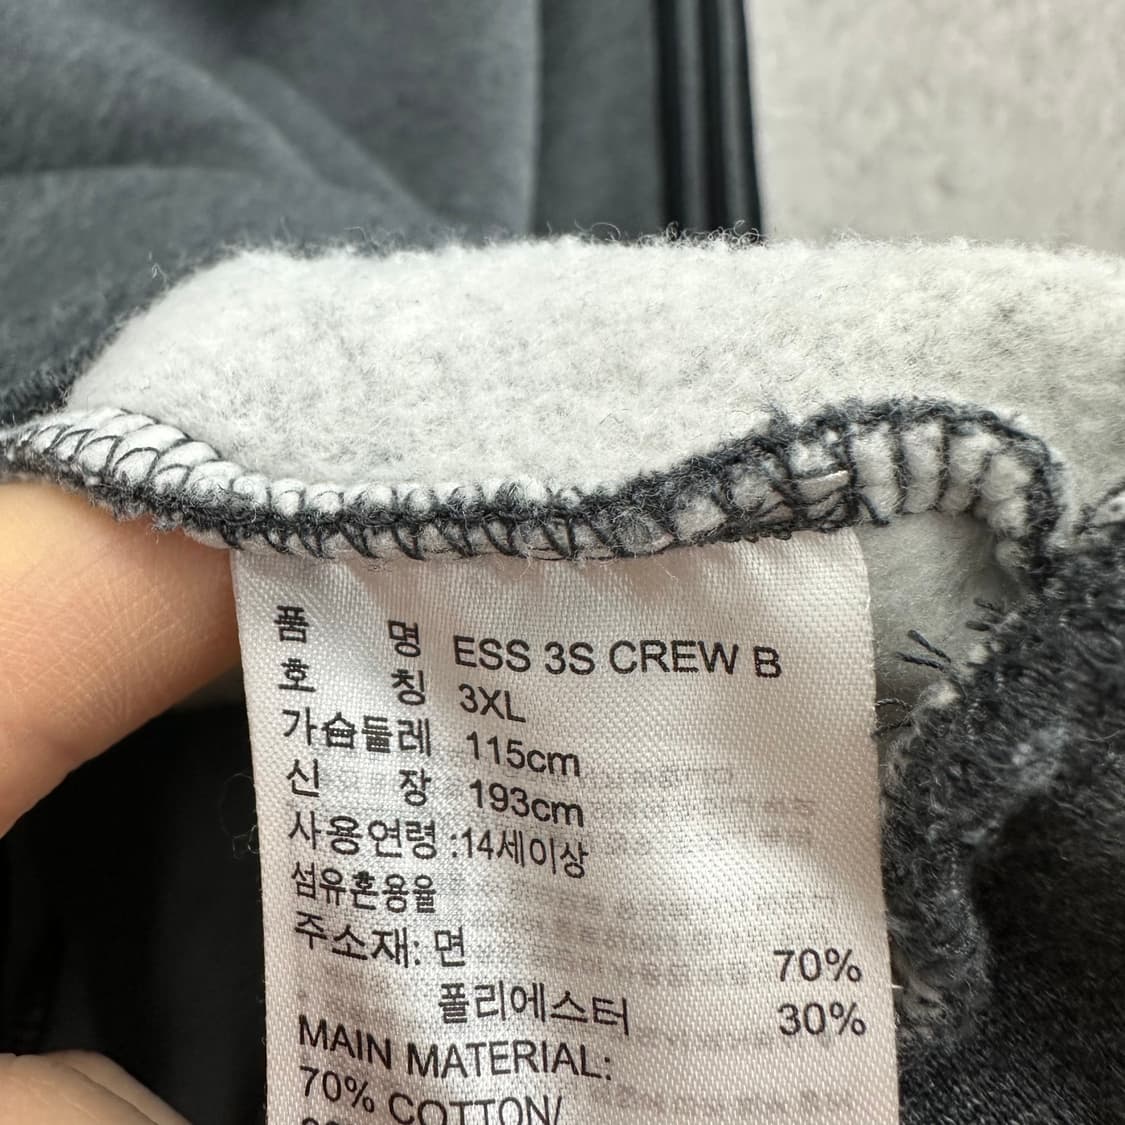 품 명 ESS 3S CREW B
호 칭 3XL
가슴둘레 115cm
신 장 193cm
사용연령 :14세이상
섬유혼용율
주소재: 면 70%
폴리에스터 30%
MAIN MATERIAL:
70% COTTON/